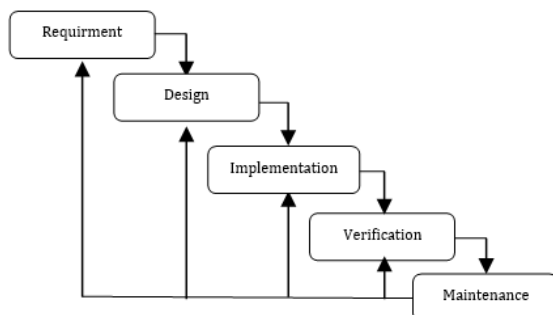 Requirment
Design
Implementation
Verification
Maintenance